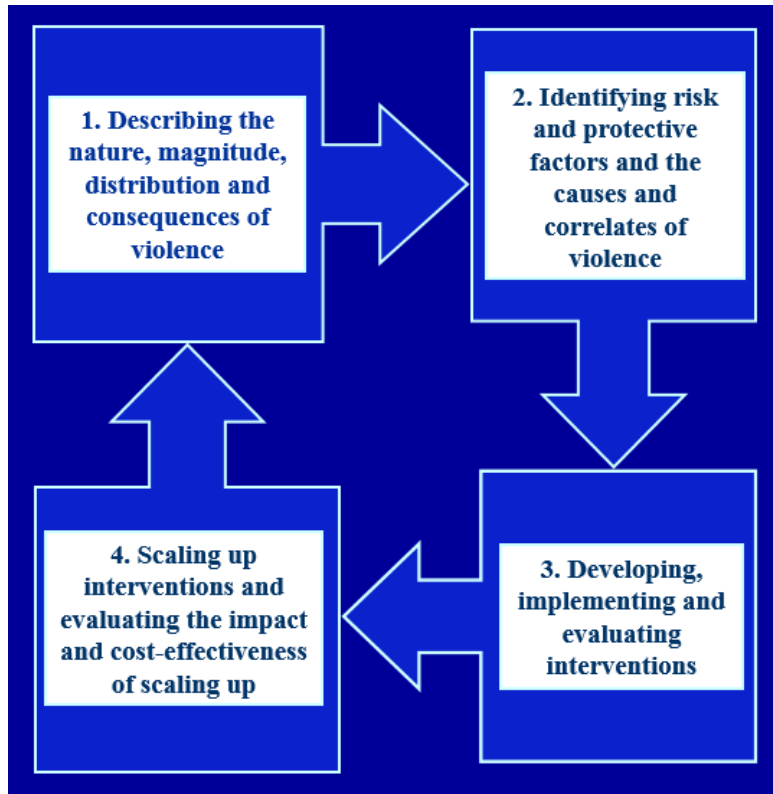 1. Describing the
nature, magnitude,
distribution and
consequences of
violence
2. Identifying risk
and protective
factors and the
causes and
correlates of
violence
3. Developing,
implementing and
evaluating
interventions
4. Scaling up
interventions and
evaluating the impact
and cost-effectiveness
of scaling up